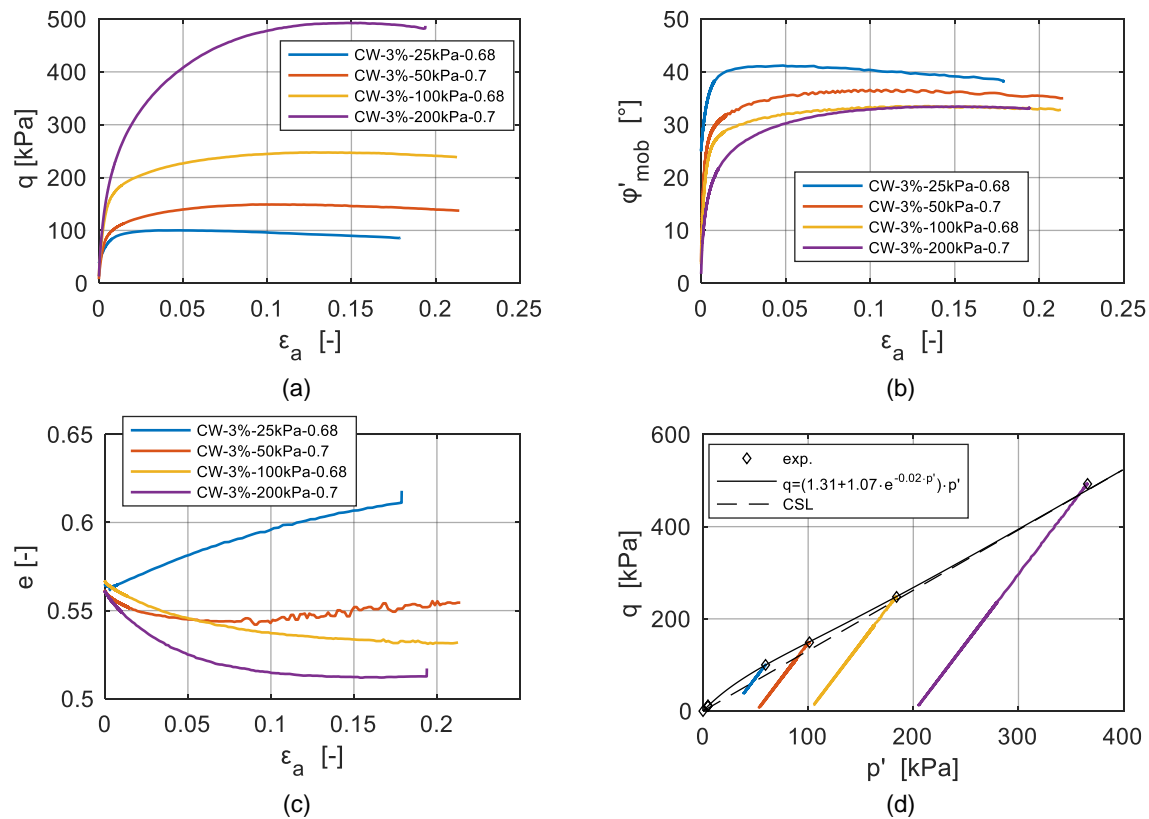 500
400
300
200
100
0
q [kPa]
CW-3%-25kPa-0.68
CW-3%-50kPa-0.7
CW-3%-100kPa-0.68
CW-3%-200kPa-0.7
0 0.05 0.1 0.15 0.2 0.25
εa [-]
(a)
50
40
30
20
10
0
φ'mob [°]
CW-3%-25kPa-0.68
CW-3%-50kPa-0.7
CW-3%-100kPa-0.68
CW-3%-200kPa-0.7
0 0.05 0.1 0.15 0.2 0.25
εa [-]
(b)
0.65
0.6
0.55
0.5
e [-]
CW-3%-25kPa-0.68
CW-3%-50kPa-0.7
CW-3%-100kPa-0.68
CW-3%-200kPa-0.7
0 0.05 0.1 0.15 0.2
εa [-]
(c)
600
400
200
0
q [kPa]
exp.
q=(1.31+1.07·e-0.02·p')·p'
CSL
0 100 200 300 400
p' [kPa]
(d)